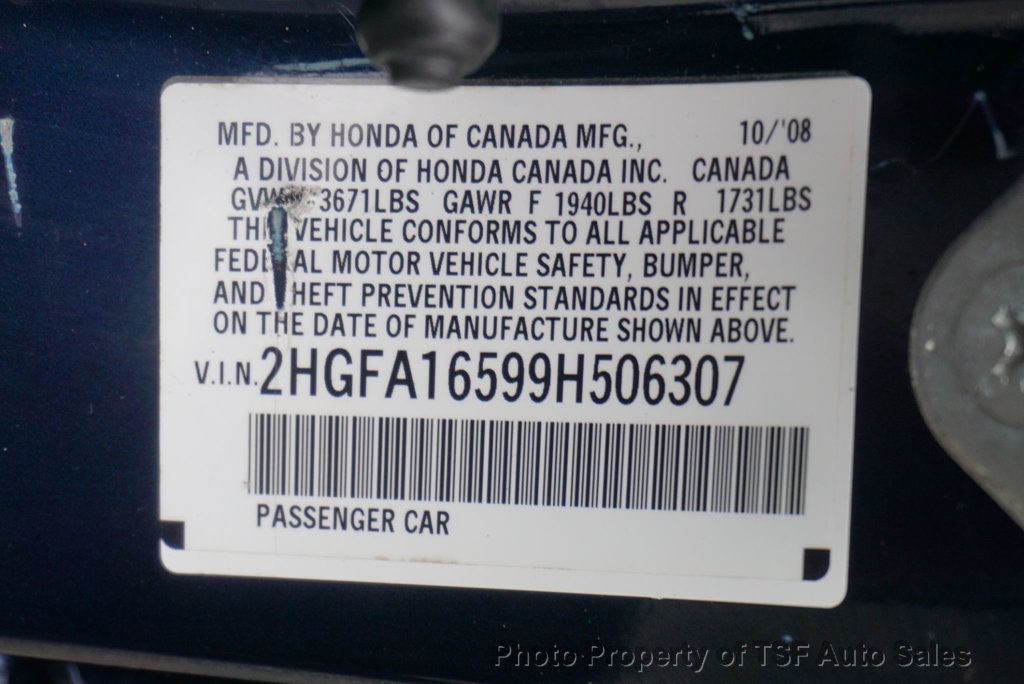 MFD. BY HONDA OF CANADA MFG., 10/'08
A DIVISION OF HONDA CANADA INC. CANADA
3671LBS GAWR F 1940LBS R 1731LBS
VEHICLE CONFORMS TO ALL APPLICABLE
FEDERAL MOTOR VEHICLE SAFETY, BUMPER,
AND THEFT PREVENTION STANDARDS IN EFFECT
ON THE DATE OF MANUFACTURE SHOWN ABOVE.
V.I.N. 2HGFA16599H506307
PASSENGER CAR
Photo Property of TSF Auto Sales